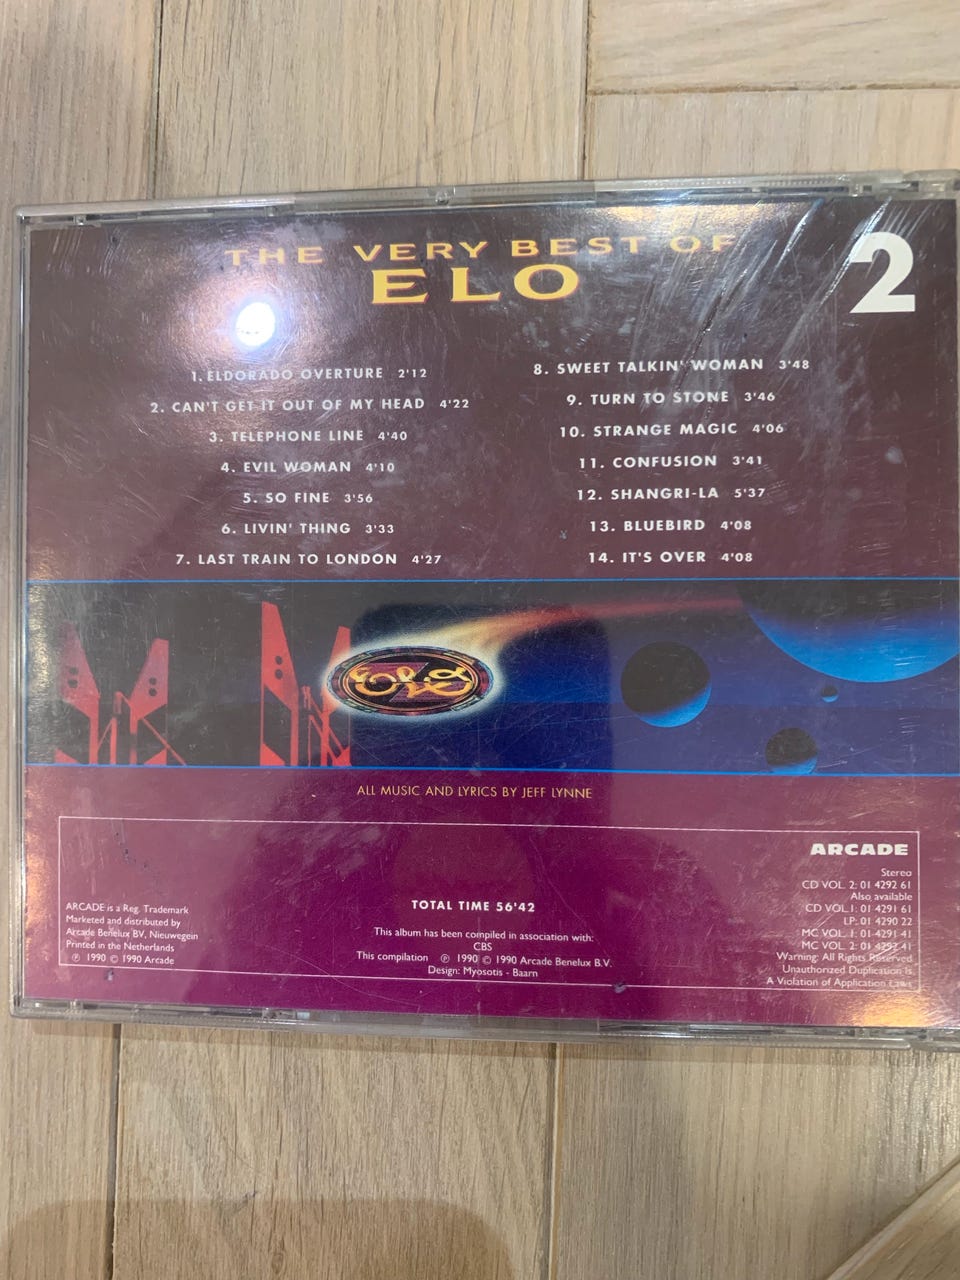 THE VERY BEST OF
ELO
2
1. ELDORADO OVERTURE 2'12
2. CAN'T GET IT OUT OF MY HEAD 4'22
3. TELEPHONE LINE 4'40
4. EVIL WOMAN 4'10
5. SO FINE 3'56
6. LIVIN' THING 3'33
7. LAST TRAIN TO LONDON 4'27
8. SWEET TALKIN' WOMAN 3'48
9. TURN TO STONE 3'46
10. STRANGE MAGIC 4'06
11. CONFUSION 3'41
12. SHANGRI-LA 5'37
13. BLUEBIRD 4'08
14. IT'S OVER 4'08
ALL MUSIC AND LYRICS BY JEFF LYNNE
ARCADE is a Reg. Trademark
Marketed and distributed by
Arcade Benelux BV, Nieuwegein
Printed in the Netherlands
℗ 1990 © 1990 Arcade
TOTAL TIME 56'42
This album has been compiled in association with:
CBS
This compilation ℗ 1990 © 1990 Arcade Benelux B.V.
Design: Myosotis - Baarn
ARCADE
Stereo
CD VOL. 2: 01 4292 61
Also available
CD VOL. 1: 01 4291 61
LP: 01 4290 22
MC VOL. 1: 01 4291 41
MC VOL. 2: 01 4292 41
Warning: All Rights Reserved
Unauthorized Duplication Is
A Violation of Application Laws